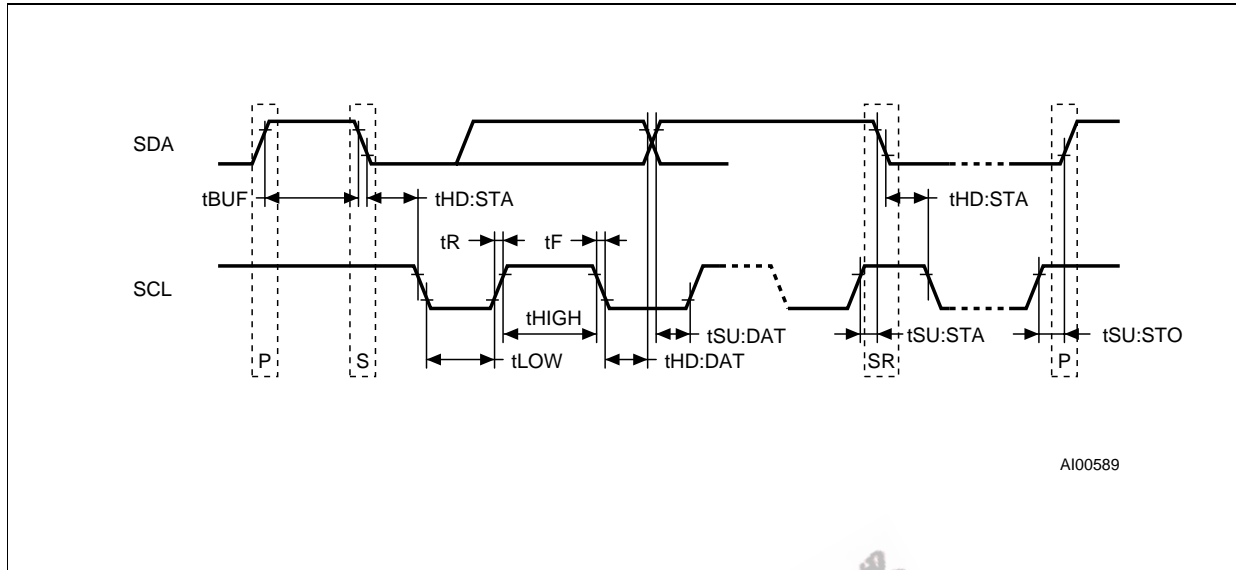 SDA
tBUF
tHD:STA
tHD:STA
tR
tF
SCL
tHIGH
tSU:DAT
tSU:STA
tSU:STO
P
S
tLOW
tHD:DAT
SR
P
AI00589